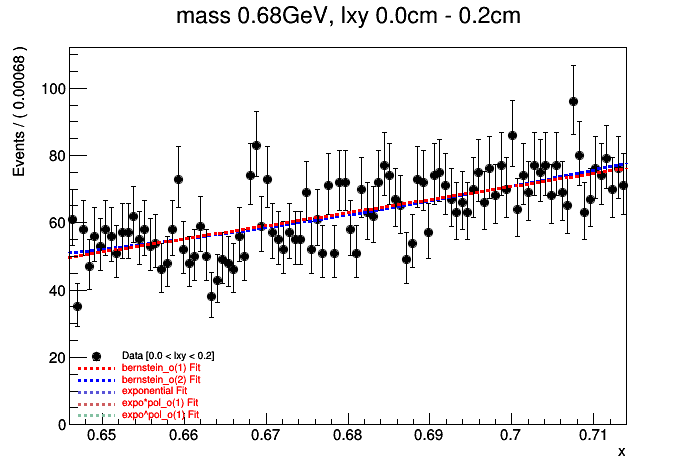 mass 0.68GeV, lxy 0.0cm - 0.2cm
Events / ( 0.00068 )
100
80
60
40
20
0
Data [0.0 < lxy < 0.2]
bernstein_o(1) Fit
bernstein_o(2) Fit
exponential Fit
expo*pol_o(1) Fit
expo^pol_o(1) Fit
0.65 0.66 0.67 0.68 0.69 0.7 0.71
x